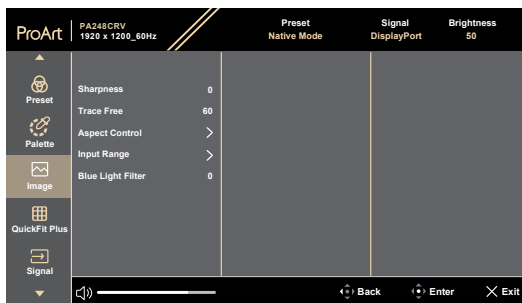 ProArt
PA248CRV
1920 x 1200_60Hz
Preset
Native Mode
Signal
DisplayPort
Brightness
50
Preset
Palette
Image
QuickFit Plus
Signal
Sharpness 0
Trace Free 60
Aspect Control
Input Range
Blue Light Filter 0
Back
Enter
Exit